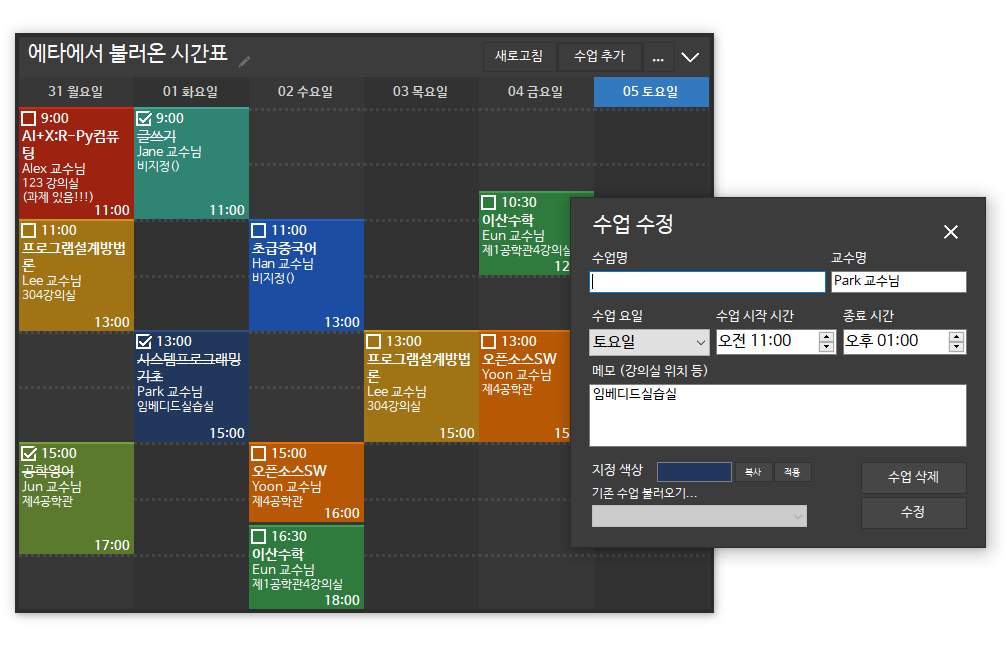 에타에서 불러온 시간표
새로고침 수업 추가 ...
31 월요일 01 화요일 02 수요일 03 목요일 04 금요일 05 토요일
9:00
AI+X:R-Py컴퓨
팅
Alex 교수님
123 강의실
(과제 있음!!!)
11:00
11:00
프로그램설계방법
론
Lee 교수님
304강의실
13:00
15:00
공학영어
Jun 교수님
제4공학관
17:00
9:00
글쓰기
Jane 교수님
비지정()
11:00
13:00
시스템프로그래밍
기초
Park 교수님
임베디드실습실
15:00
11:00
초급중국어
Han 교수님
비지정()
13:00
15:00
오픈소스SW
Yoon 교수님
제4공학관
16:00
16:30
이산수학
Eun 교수님
제1공학관4강의실
18:00
13:00
프로그램설계방법
론
Lee 교수님
304강의실
15:00
10:30
이산수학
Eun 교수님
제1공학관4강의실
12
13:00
오픈소스SW
Yoon 교수님
제4공학관
15
수업 수정
수업명 교수명
Park 교수님
수업 요일 수업 시작 시간 종료 시간
토요일 오전 11:00 오후 01:00
메모 (강의실 위치 등)
임베디드실습실
지정 색상 복사 적용 수업 삭제
기존 수업 불러오기...
수정